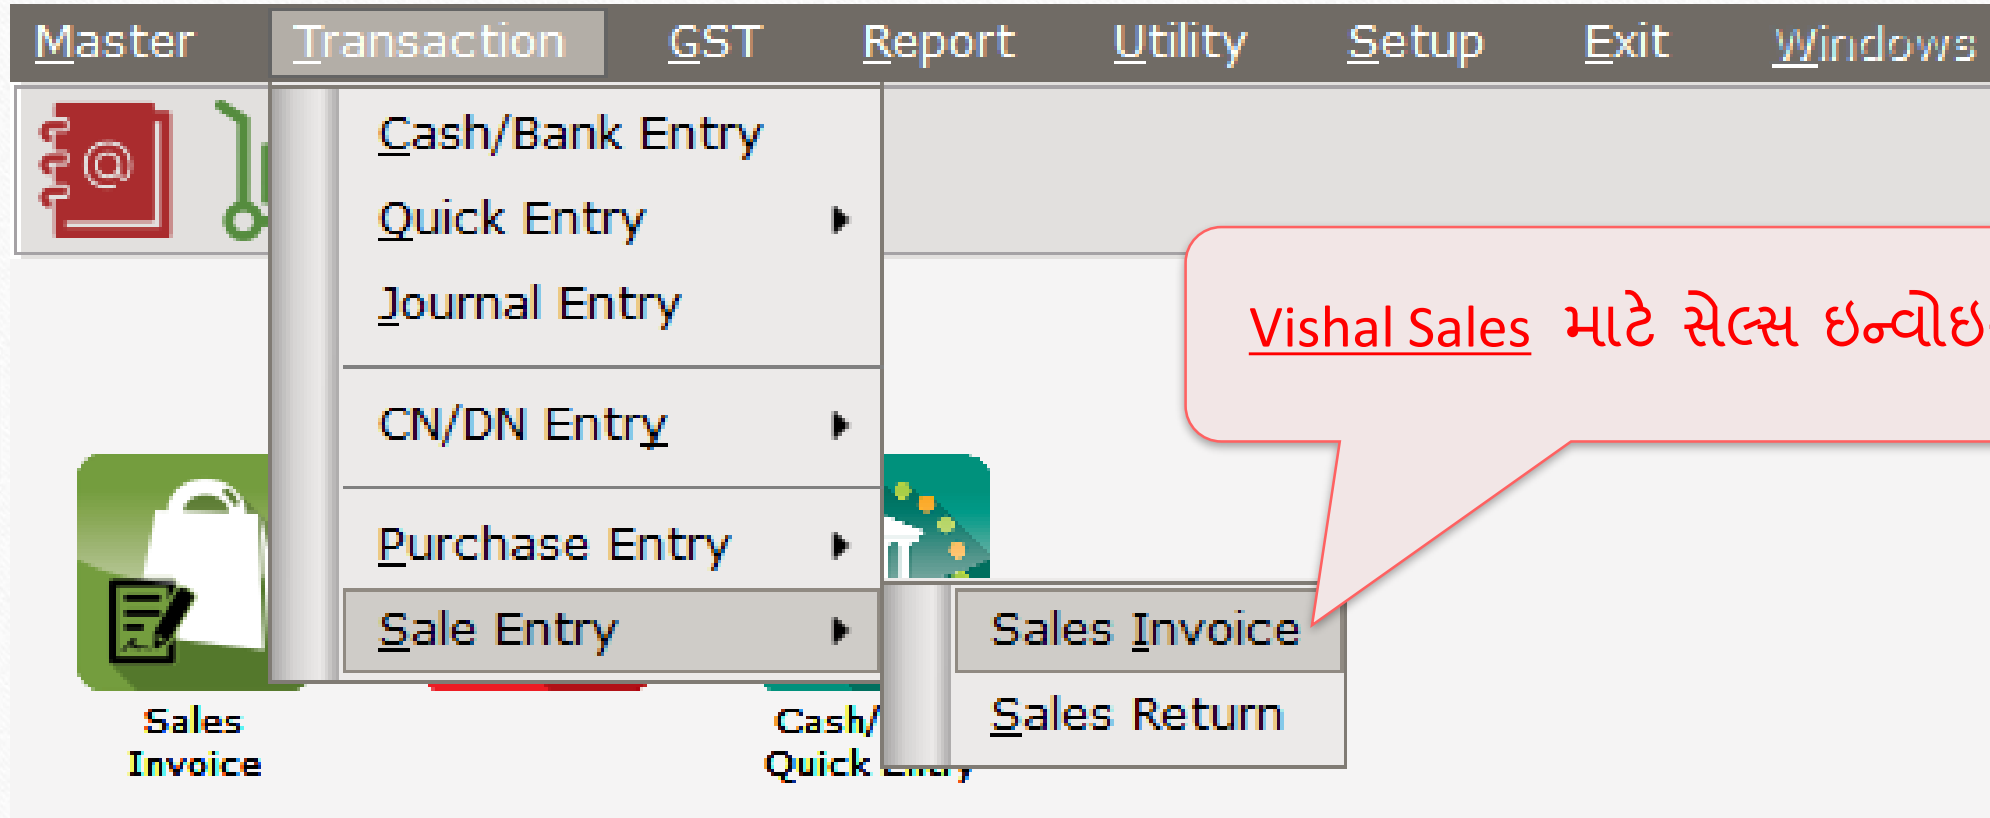 Master Transaction GST Report Utility Setup Exit Windows
@
Cash/Bank Entry
Quick Entry
Journal Entry
Vishal Sales માટે સેલ્સ
CN/DN Entry
Purchase Entry
Sale Entry
Sales Invoice
Sales Return
Sales
Invoice
Cash/
Quick Entry